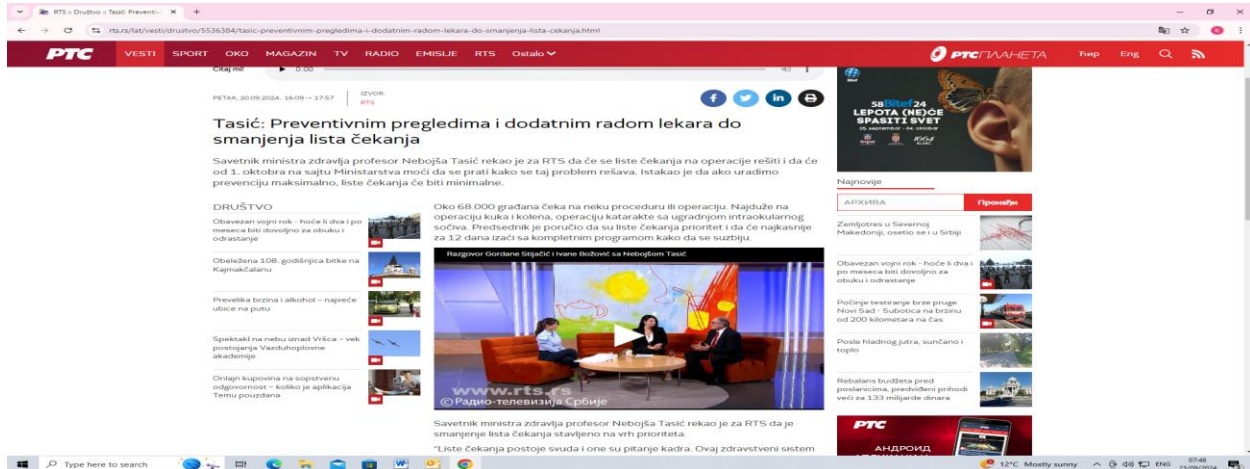 RTS :: Društvo :: Tasić: Preventivn
rts.rs/lat/vesti/drustvo/5536384/tasic-preventivnim-pregledima-i-dodatnim-radom-lekara-do-smanjenja-lista-cekanja.html
РТС VESTI SPORT OKO MAGAZIN TV RADIO EMISIJE RTS Ostalo РТС ПЛАНЕТА Ћир Eng
Čitaj mi!
0:00
PETAK, 20.09.2024, 16:09 -> 17:57
IZVOR:
RTS
Tasić: Preventivnim pregledima i dodatnim radom lekara do
smanjenja lista čekanja
Savetnik ministra zdravlja profesor Nebojša Tasić rekao je za RTS da će se liste čekanja na operacije rešiti i da će
od 1. oktobra na sajtu Ministarstva moći da se prati kako se taj problem rešava. Istakao je da ako uradimo
prevenciju maksimalno, liste čekanja će biti minimalne.
DRUŠTVO
Obavezan vojni rok - hoće li dva i po
meseca biti dovoljno za obuku i
odrastanje
Obeležena 108. godišnjica bitke na
Kajmakčalanu
Prevelika brzina i alkohol – najveće
ubice na putu
Spektakl na nebu iznad Vršca – vek
postojanja Vazduhoplovne
akademije
Onlajn kupovina na sopstvenu
odgovornost – koliko je aplikacija
Temu pouzdana
Oko 68.000 građana čeka na neku proceduru ili operaciju. Najduže na
operaciju kuka i kolena, operaciju katarakte sa ugradnjom intraokularnog
sočiva. Predsednik je poručio da su liste čekanja prioritet i da će najkasnije
za 12 dana izaći sa kompletnim programom kako da se suzbiju.
Razgovor Gordane Stijačić i Ivane Božović sa Nebojšom Tasić
www.rts.rs
© Радио-телевизија Србије
Savetnik ministra zdravlja profesor Nebojša Tasić rekao je za RTS da je
smanjenje lista čekanja stavljeno na vrh prioriteta.
"Liste čekanja postoje svuda i one su pitanje kadra. Ovaj zdravstveni sistem
Bitef
58 Bitef 24
LEPOTA (NE)ĆE
SPASITI SVET
25. septembar - 04. oktobar
Najnovije
АРХИВА
Пронађи
Zemljotres u Severnoj
Makedoniji, osetio se i u Srbiji
Obavezan vojni rok - hoće li dva i
po meseca biti dovoljno za
obuku i odrastanje
Počinje testiranje brze pruge
Novi Sad - Subotica na brzinu
od 200 kilometara na čas
Posle hladnog jutra, sunčano i
toplo
Rebalans budžeta pred
poslanicima, predviđeni prihodi
veći za 133 milijarde dinara
РТС
АНДРОИД
Type here to search
12°C Mostly sunny
ENG
07:48
23/09/2024